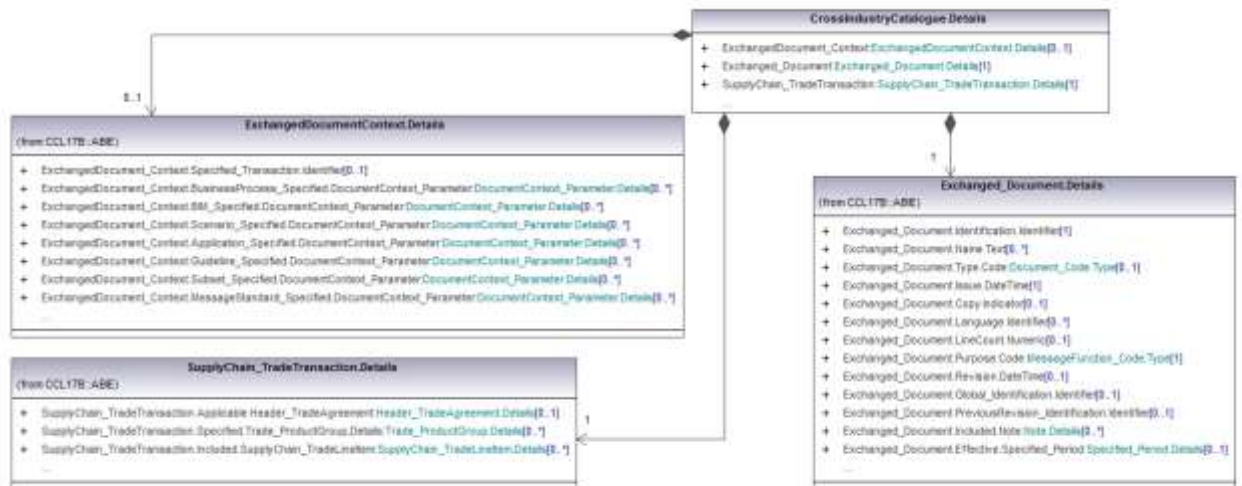 CrossIndustryCatalogue.Details
+ ExchangedDocument_Context:ExchangedDocumentContext.Details[0..1]
+ Exchanged_Document:Exchanged_Document.Details[1]
+ SupplyChain_TradeTransaction:SupplyChain_TradeTransaction.Details[1]
...
0..1
ExchangedDocumentContext.Details
(from CCL17B::ABIE)
+ ExchangedDocument_Context.Specified_Transaction.Identifier[0..1]
+ ExchangedDocument_Context.BusinessProcess_Specified.DocumentContext_Parameter:DocumentContext_Parameter.Details[0..*]
+ ExchangedDocument_Context.BIM_Specified.DocumentContext_Parameter:DocumentContext_Parameter.Details[0..*]
+ ExchangedDocument_Context.Scenario_Specified.DocumentContext_Parameter:DocumentContext_Parameter.Details[0..*]
+ ExchangedDocument_Context.Application_Specified.DocumentContext_Parameter:DocumentContext_Parameter.Details[0..*]
+ ExchangedDocument_Context.Guideline_Specified.DocumentContext_Parameter:DocumentContext_Parameter.Details[0..*]
+ ExchangedDocument_Context.Subset_Specified.DocumentContext_Parameter:DocumentContext_Parameter.Details[0..*]
+ ExchangedDocument_Context.MessageStandard_Specified.DocumentContext_Parameter:DocumentContext_Parameter.Details[0..*]
...
1
Exchanged_Document.Details
(from CCL17B::ABIE)
+ Exchanged_Document.Identification.Identifier[1]
+ Exchanged_Document.Name.Text[0..*]
+ Exchanged_Document.Type.Code:Document_Code.Type[0..1]
+ Exchanged_Document.Issue.DateTime[1]
+ Exchanged_Document.Copy.Indicator[0..1]
+ Exchanged_Document.Language.Identifier[0..*]
+ Exchanged_Document.LineCount.Numeric[0..1]
+ Exchanged_Document.Purpose.Code:MessageFunction_Code.Type[1]
+ Exchanged_Document.Revision.DateTime[0..1]
+ Exchanged_Document.Global_Identification.Identifier[0..1]
+ Exchanged_Document.PreviousRevision_Identification.Identifier[0..1]
+ Exchanged_Document.Included.Note:Note.Details[0..*]
+ Exchanged_Document.Effective.Specified_Period:Specified_Period.Details[0..1]
...
SupplyChain_TradeTransaction.Details
(from CCL17B::ABIE)
+ SupplyChain_TradeTransaction.Applicable.Header_TradeAgreement:Header_TradeAgreement.Details[0..1]
+ SupplyChain_TradeTransaction.Specified.Trade_ProductGroup.Details:Trade_ProductGroup.Details[0..*]
+ SupplyChain_TradeTransaction.Included.SupplyChain_TradeLineItem:SupplyChain_TradeLineItem.Details[0..*]
...
1